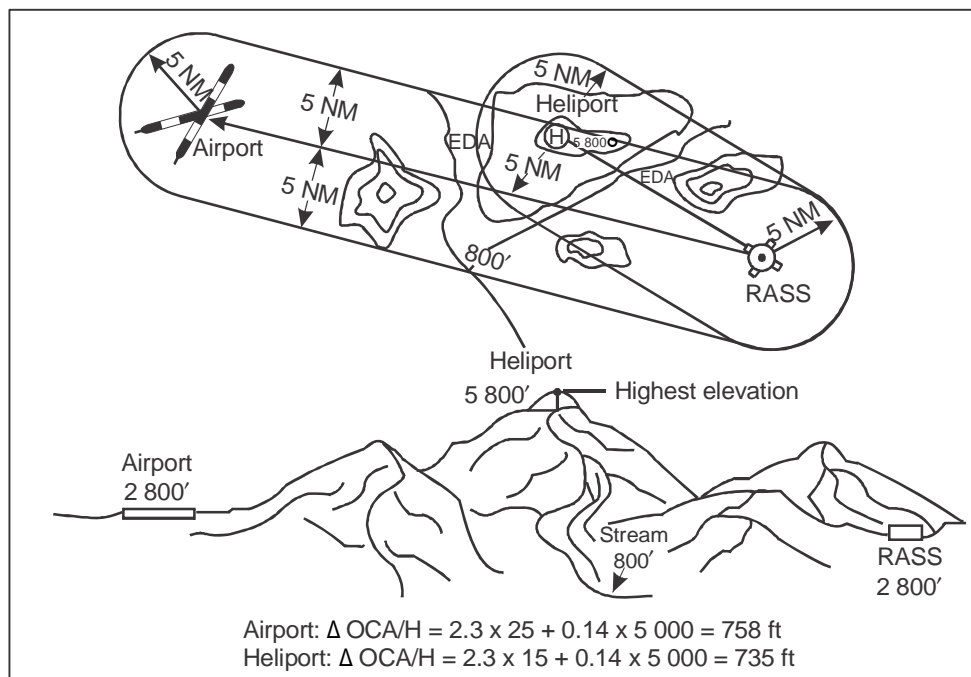 5 NM
5 NM
5 NM
Airport
5 NM
Heliport
H
5 800
EDA
5 NM
EDA
5 NM
800′
RASS
Heliport
5 800′
Highest elevation
Airport
2 800′
Stream
800′
RASS
2 800′
Airport: Δ OCA/H = 2.3 x 25 + 0.14 x 5 000 = 758 ft
Heliport: Δ OCA/H = 2.3 x 15 + 0.14 x 5 000 = 735 ft